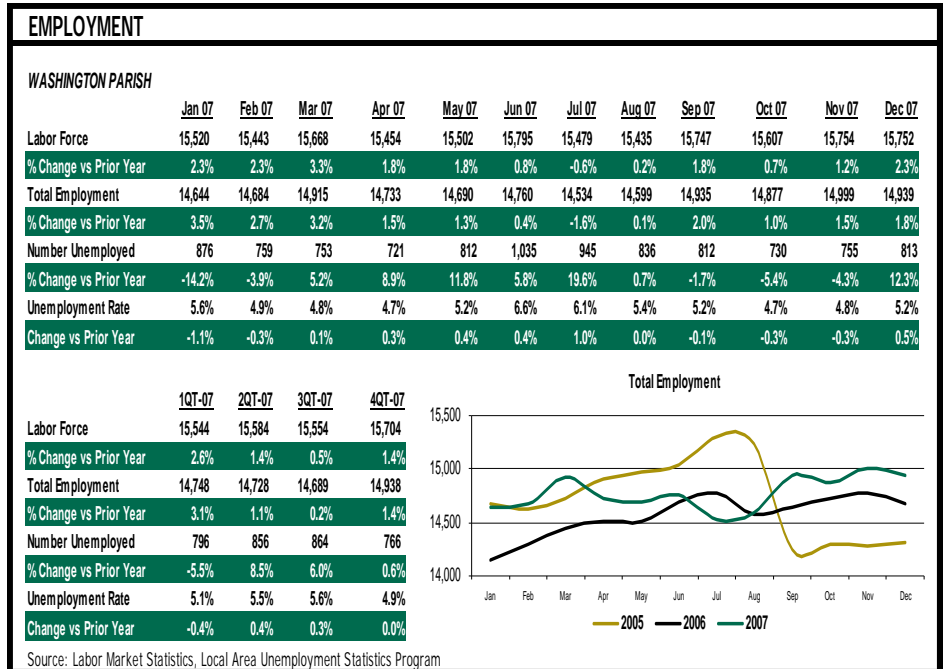 EMPLOYMENT
WASHINGTON PARISH
Jan 07 Feb 07 Mar 07 Apr 07 May 07 Jun 07 Jul 07 Aug 07 Sep 07 Oct 07 Nov 07 Dec 07
Labor Force 15,520 15,443 15,668 15,454 15,502 15,795 15,479 15,435 15,747 15,607 15,754 15,752
% Change vs Prior Year 2.3% 2.3% 3.3% 1.8% 1.8% 0.8% -0.6% 0.2% 1.8% 0.7% 1.2% 2.3%
Total Employment 14,644 14,684 14,915 14,733 14,690 14,760 14,534 14,599 14,935 14,877 14,999 14,939
% Change vs Prior Year 3.5% 2.7% 3.2% 1.5% 1.3% 0.4% -1.6% 0.1% 2.0% 1.0% 1.5% 1.8%
Number Unemployed 876 759 753 721 812 1,035 945 836 812 730 755 813
% Change vs Prior Year -14.2% -3.9% 5.2% 8.9% 11.8% 5.8% 19.6% 0.7% -1.7% -5.4% -4.3% 12.3%
Unemployment Rate 5.6% 4.9% 4.8% 4.7% 5.2% 6.6% 6.1% 5.4% 5.2% 4.7% 4.8% 5.2%
Change vs Prior Year -1.1% -0.3% 0.1% 0.3% 0.4% 0.4% 1.0% 0.0% -0.1% -0.3% -0.3% 0.5%
1QT-07 2QT-07 3QT-07 4QT-07
Labor Force 15,544 15,584 15,554 15,704
% Change vs Prior Year 2.6% 1.4% 0.5% 1.4%
Total Employment 14,748 14,728 14,689 14,938
% Change vs Prior Year 3.1% 1.1% 0.2% 1.4%
Number Unemployed 796 856 864 766
% Change vs Prior Year -5.5% 8.5% 6.0% 0.6%
Unemployment Rate 5.1% 5.5% 5.6% 4.9%
Change vs Prior Year -0.4% 0.4% 0.3% 0.0%
Total Employment
15,500
15,000
14,500
14,000
Jan Feb Mar Apr May Jun Jul Aug Sep Oct Nov Dec
2005 2006 2007
Source: Labor Market Statistics, Local Area Unemployment Statistics Program